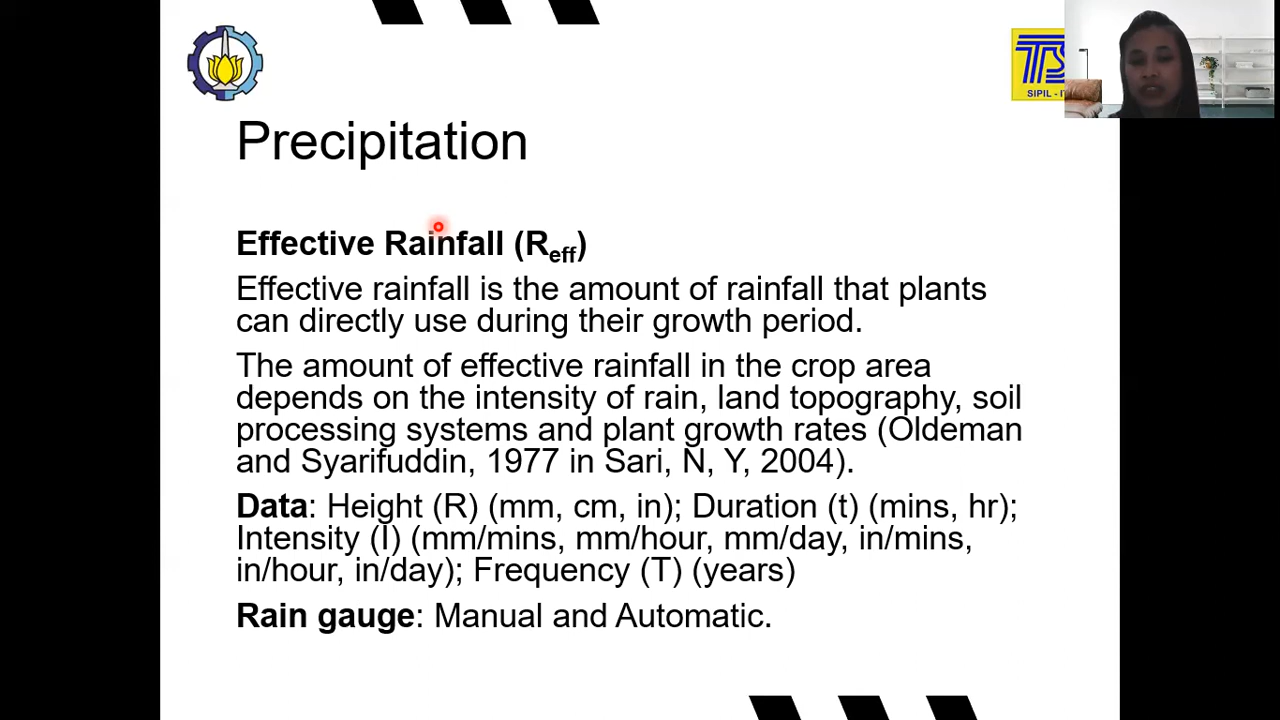 SIPIL - I
Precipitation
Effective Rainfall (Reff)
Effective rainfall is the amount of rainfall that plants
can directly use during their growth period.
The amount of effective rainfall in the crop area
depends on the intensity of rain, land topography, soil
processing systems and plant growth rates (Oldeman
and Syarifuddin, 1977 in Sari, N, Y, 2004).
Data: Height (R) (mm, cm, in); Duration (t) (mins, hr);
Intensity (I) (mm/mins, mm/hour, mm/day, in/mins,
in/hour, in/day); Frequency (T) (years)
Rain gauge: Manual and Automatic.